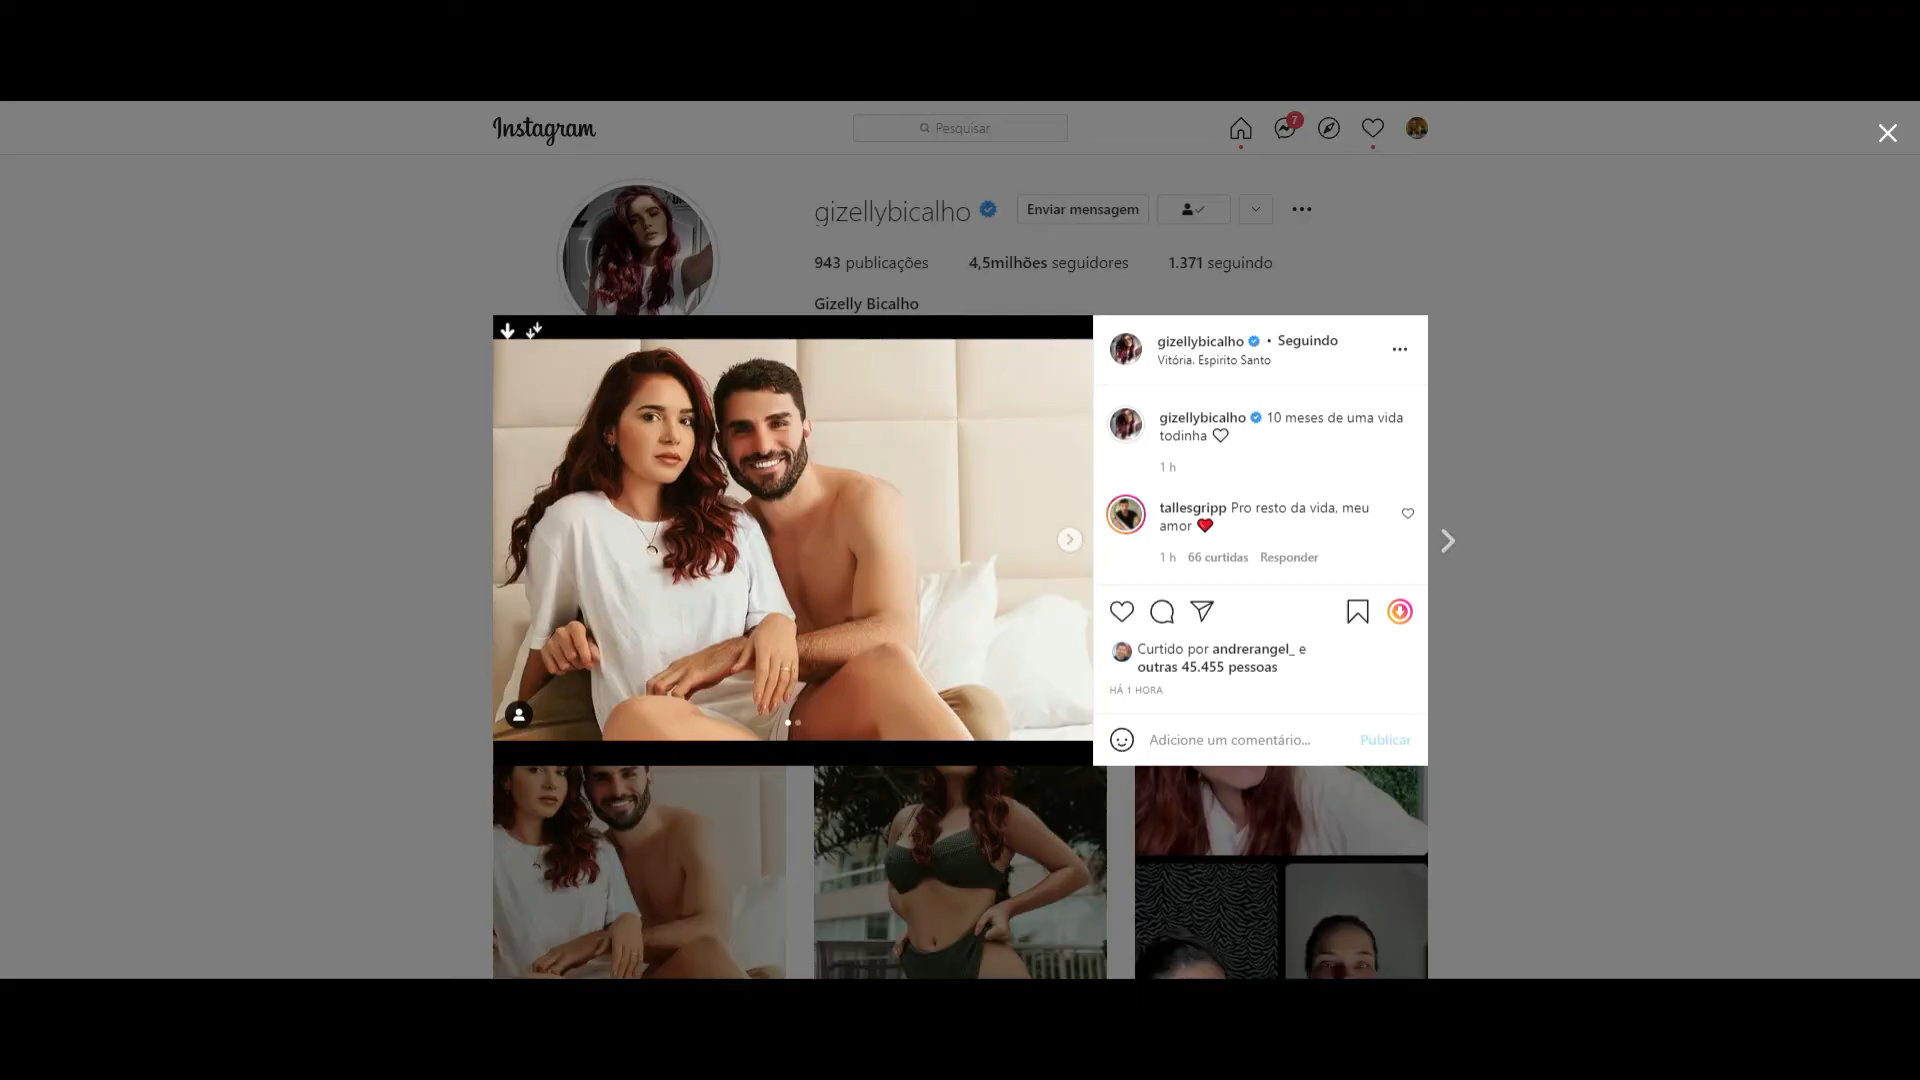 Instagram
Pesquisar
7
gizellybicalho
Enviar mensagem
943 publicações 4,5milhões seguidores 1.371 seguindo
Gizelly Bicalho
gizellybicalho • Seguindo
Vitória. Espirito Santo
gizellybicalho 10 meses de uma vida
todinha
1 h
tallesgripp Pro resto da vida, meu
amor
1 h 66 curtidas Responder
Curtido por andrerangel_ e
outras 45.455 pessoas
HÁ 1 HORA
Adicione um comentário... Publicar